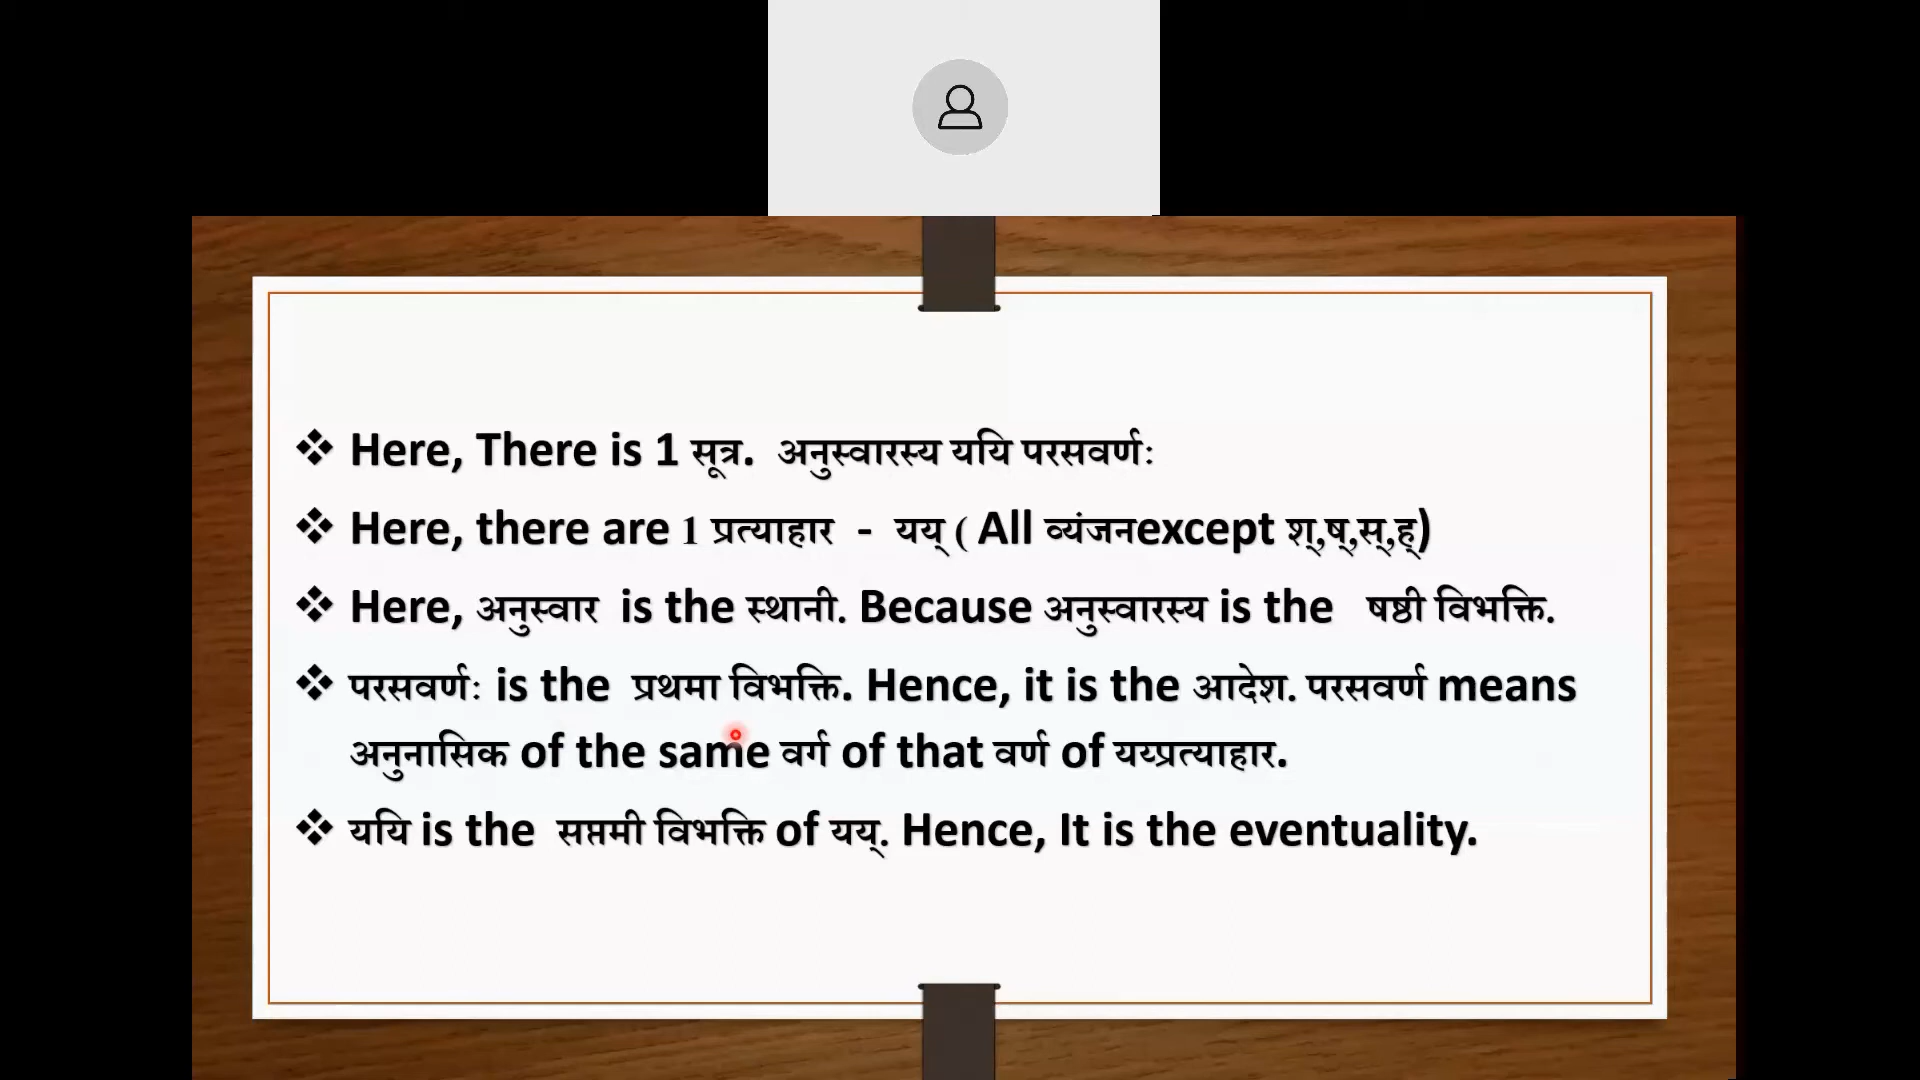 ❖ Here, There is 1 सूत्र. अनुस्वारस्य ययि परसवर्णः
❖ Here, there are 1 प्रत्याहार - यय् ( All व्यंजनexcept श्,ष्,स्,ह्)
❖ Here, अनुस्वार is the स्थानी. Because अनुस्वारस्य is the षष्ठी विभक्ति.
❖ परसवर्णः is the प्रथमा विभक्ति. Hence, it is the आदेश. परसवर्ण means
अनुनासिक of the same वर्ग of that वर्ण of यय्प्रत्याहार.
❖ ययि is the सप्तमी विभक्ति of यय्. Hence, It is the eventuality.